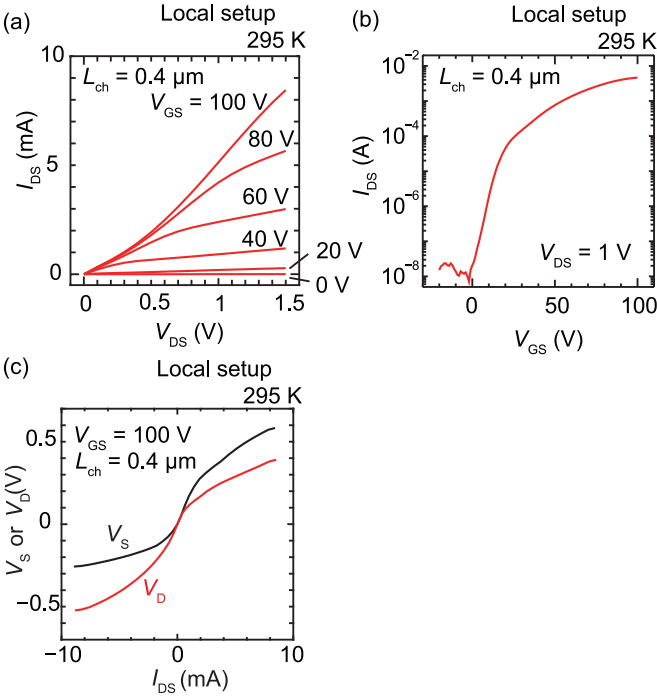 (a)
Local setup
295 K
L_ch = 0.4 µm
V_GS = 100 V
80 V
60 V
40 V
20 V
0 V
10
5
0
I_DS (mA)
0
0.5
1.0
1.5
V_DS (V)
(b)
Local setup
295 K
L_ch = 0.4 µm
V_DS = 1 V
10⁻²
10⁻⁴
10⁻⁶
10⁻⁸
I_DS (A)
0
50
100
V_GS (V)
(c)
Local setup
295 K
V_GS = 100 V
L_ch = 0.4 µm
V_S
V_D
0.5
0
−0.5
V_S or V_D(V)
−10
0
10
I_DS (mA)